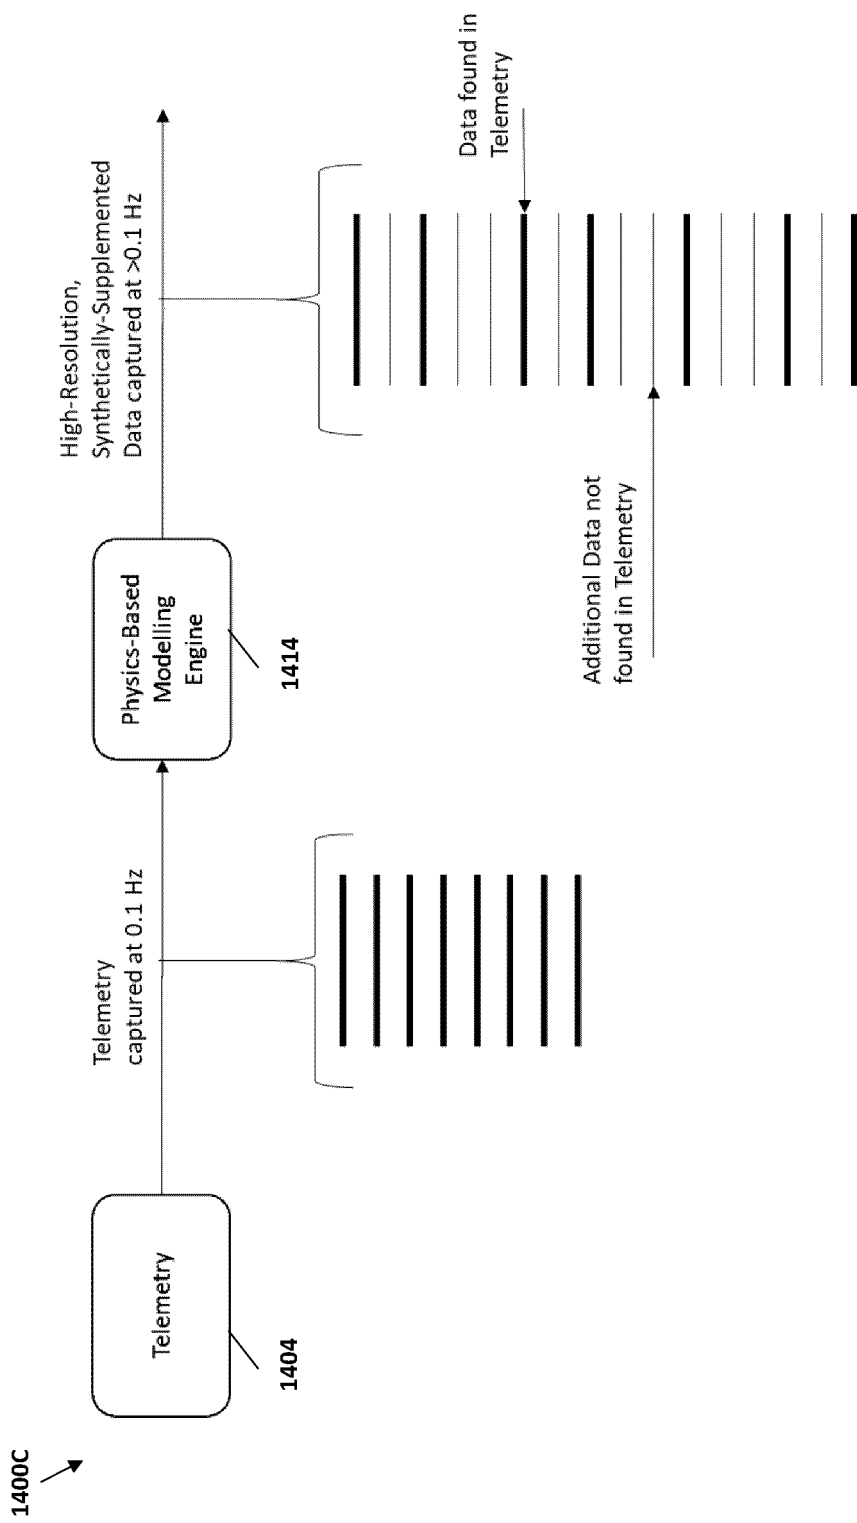 1400C
Telemetry
1404
Telemetry
captured at 0.1 Hz
Physics-Based
Modelling
Engine
1414
High-Resolution,
Synthetically-Supplemented
Data captured at >0.1 Hz
Data found in
Telemetry
Additional Data not
found in Telemetry